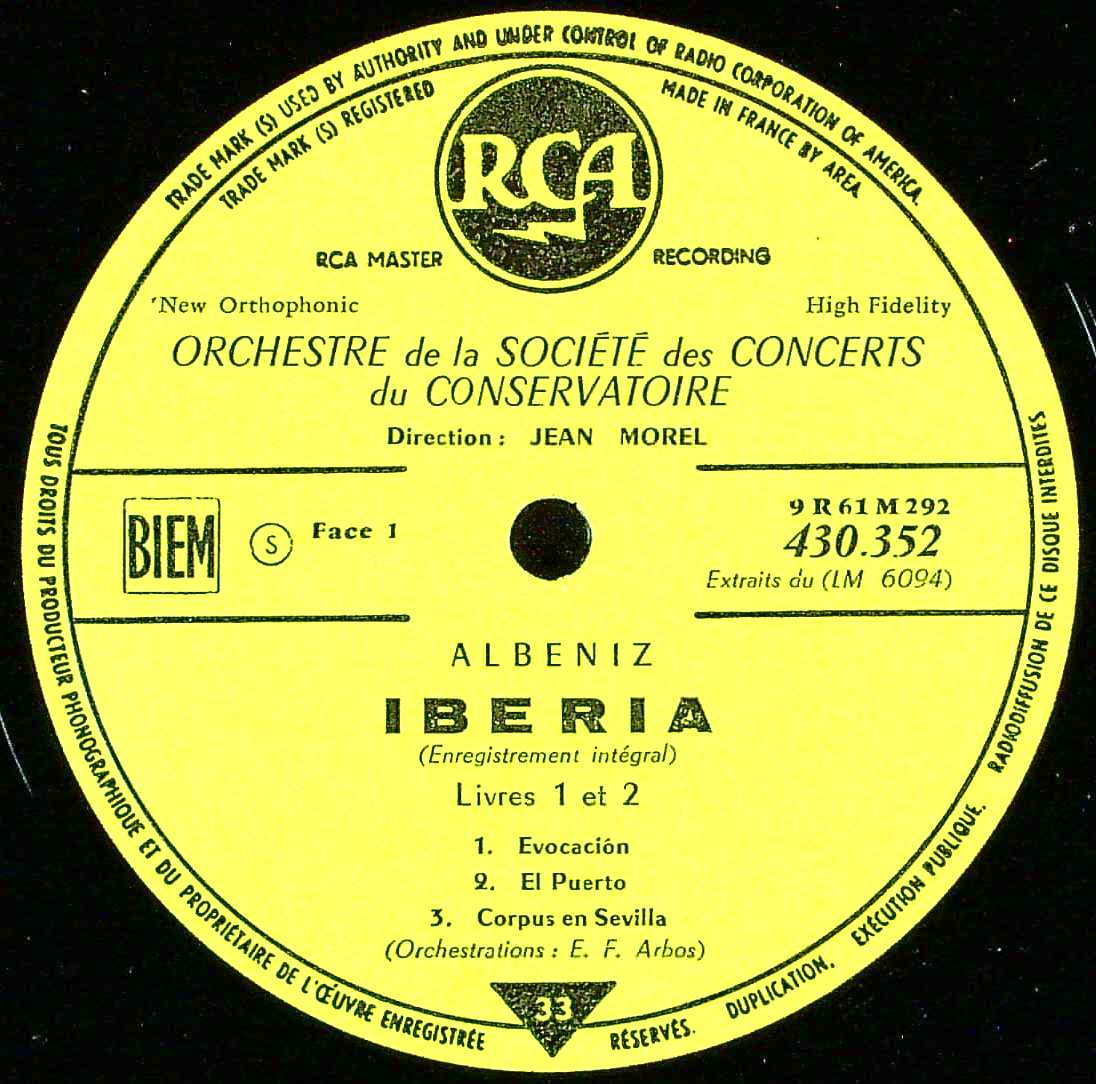 TRADE MARK (S) USED BY AUTHORITY AND UNDER CONTROL OF RADIO CORPORATION OF AMERICA.
TRADE MARK (S) REGISTERED
MADE IN FRANCE BY AREA
RCA
RCA MASTER RECORDING
'New Orthophonic High Fidelity
ORCHESTRE de la SOCIÉTÉ des CONCERTS
du CONSERVATOIRE
Direction : JEAN MOREL
BIEM
S
Face 1
9 R 61 M 292
430.352
Extraits du (LM 6094)
ALBENIZ
IBERIA
(Enregistrement intégral)
Livres 1 et 2
1. Evocación
2. El Puerto
3. Corpus en Sevilla
(Orchestrations : E. F. Arbos)
33
TOUS DROITS DU PRODUCTEUR PHONOGRAPHIQUE ET DU PROPRIÉTAIRE DE L'ŒUVRE ENREGISTRÉE RÉSERVÉS. DUPLICATION. EXÉCUTION PUBLIQUE. RADIODIFFUSION DE CE DISQUE INTERDITES